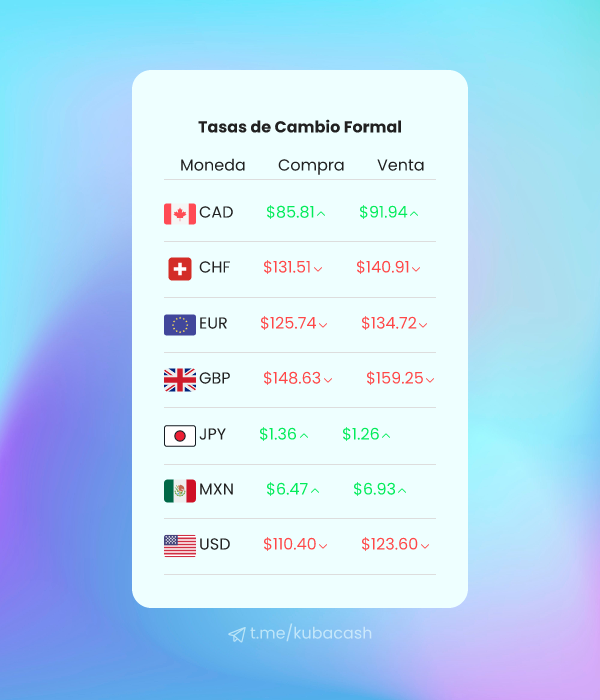 Tasas de Cambio Formal
Moneda Compra Venta
CAD $85.81 $91.94
CHF $131.51 $140.91
EUR $125.74 $134.72
GBP $148.63 $159.25
JPY $1.36 $1.26
MXN $6.47 $6.93
USD $110.40 $123.60
t.me/kubacash